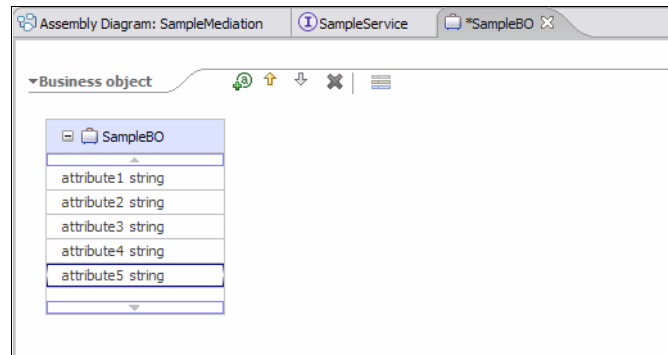 Assembly Diagram: SampleMediation SampleService *SampleBO
Business object
SampleBO
attribute1 string
attribute2 string
attribute3 string
attribute4 string
attribute5 string